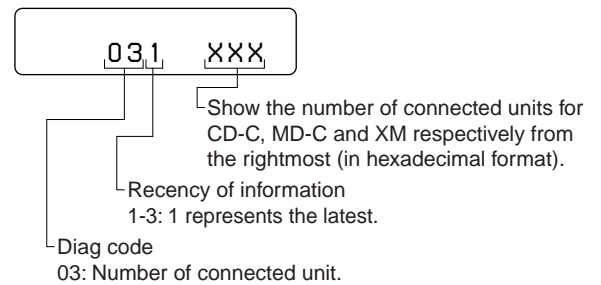 031 XXX
Show the number of connected units for
CD-C, MD-C and XM respectively from
the rightmost (in hexadecimal format).
Recency of information
1-3: 1 represents the latest.
Diag code
03: Number of connected unit.